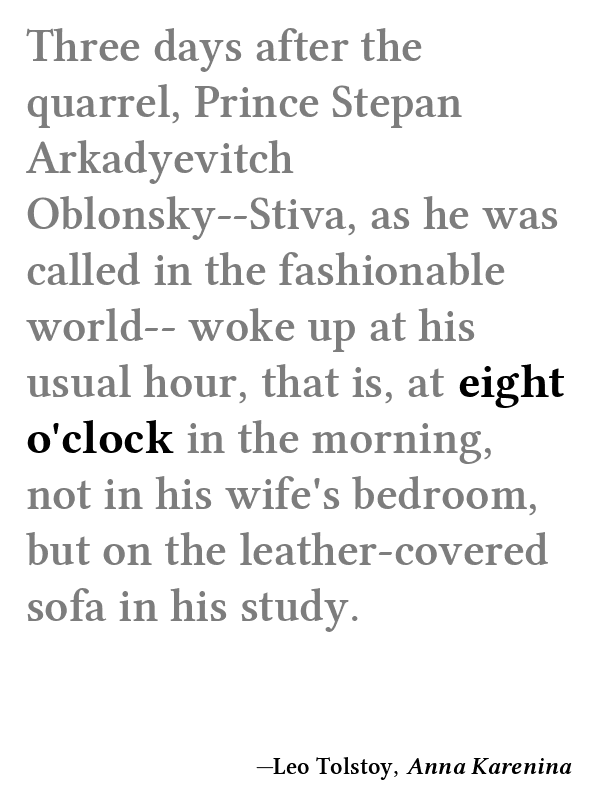 Three days after the
quarrel, Prince Stepan
Arkadyevitch
Oblonsky--Stiva, as he was
called in the fashionable
world-- woke up at his
usual hour, that is, at eight
o'clock in the morning,
not in his wife's bedroom,
but on the leather-covered
sofa in his study.
—Leo Tolstoy, Anna Karenina